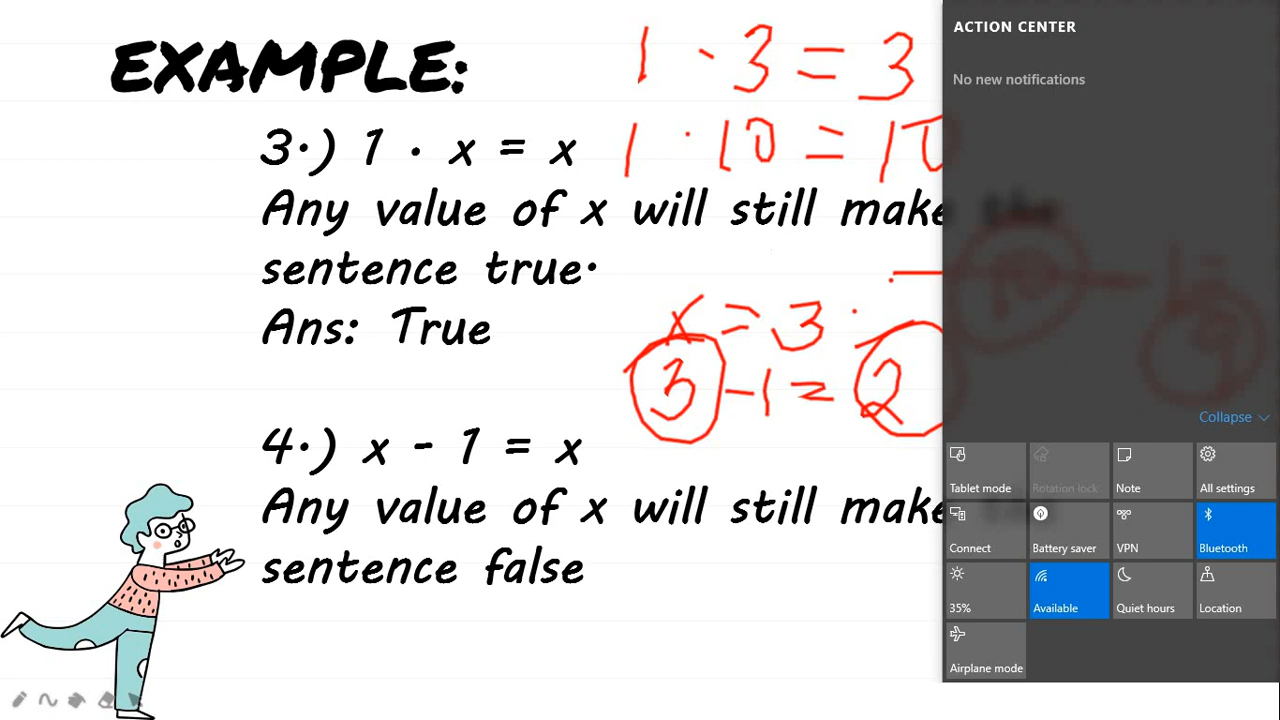 EXAMPLE:
1 · 3 = 3
1 · 10 = 10
3.) 1 . x = x
Any value of x will still make the
sentence true.
Ans: True
x = 3 .
3 - 1 = 2
4.) x - 1 = x
Any value of x will still make the
sentence false
ACTION CENTER
No new notifications
Collapse
Tablet mode
Rotation lock
Note
All settings
Connect
Battery saver
VPN
Bluetooth
35%
Available
Quiet hours
Location
Airplane mode